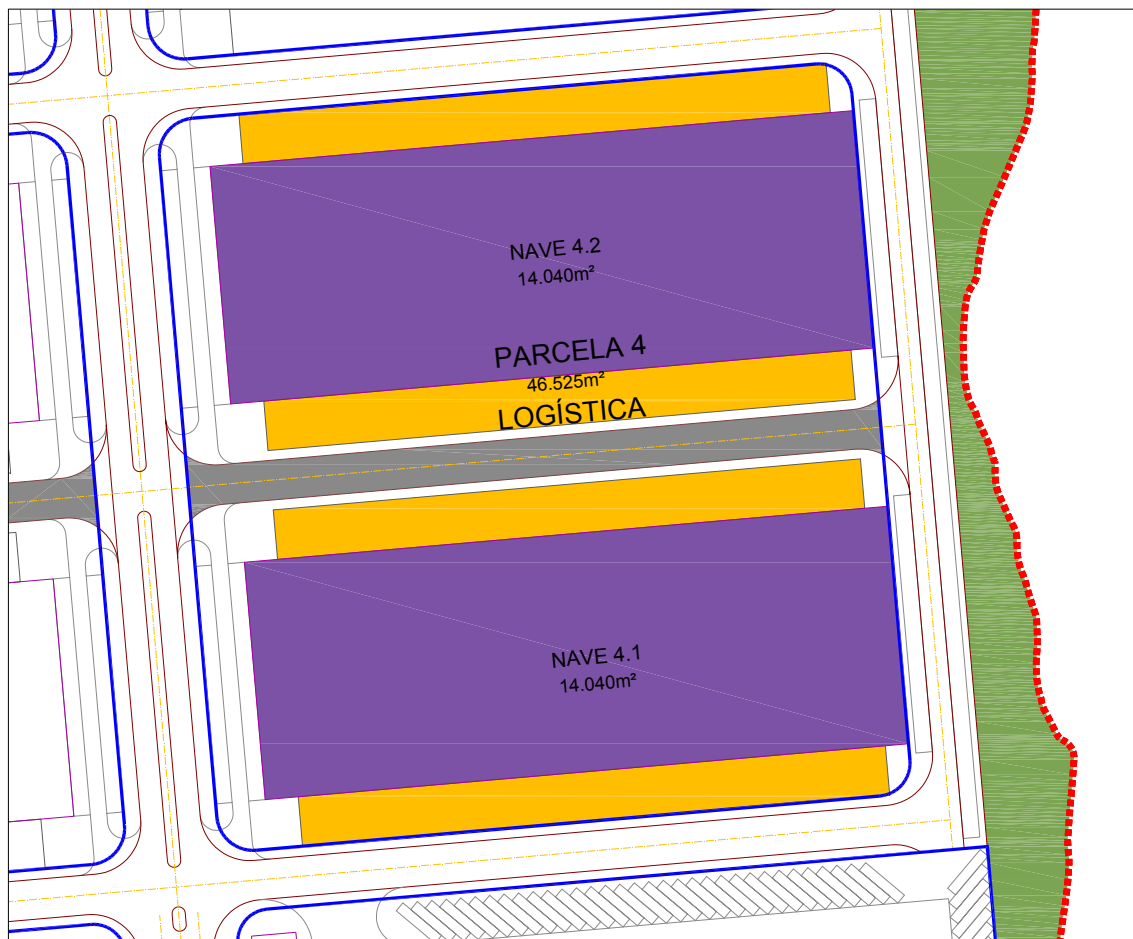 NAVE 4.2
14.040m²
PARCELA 4
46.525m²
LOGÍSTICA
NAVE 4.1
14.040m²